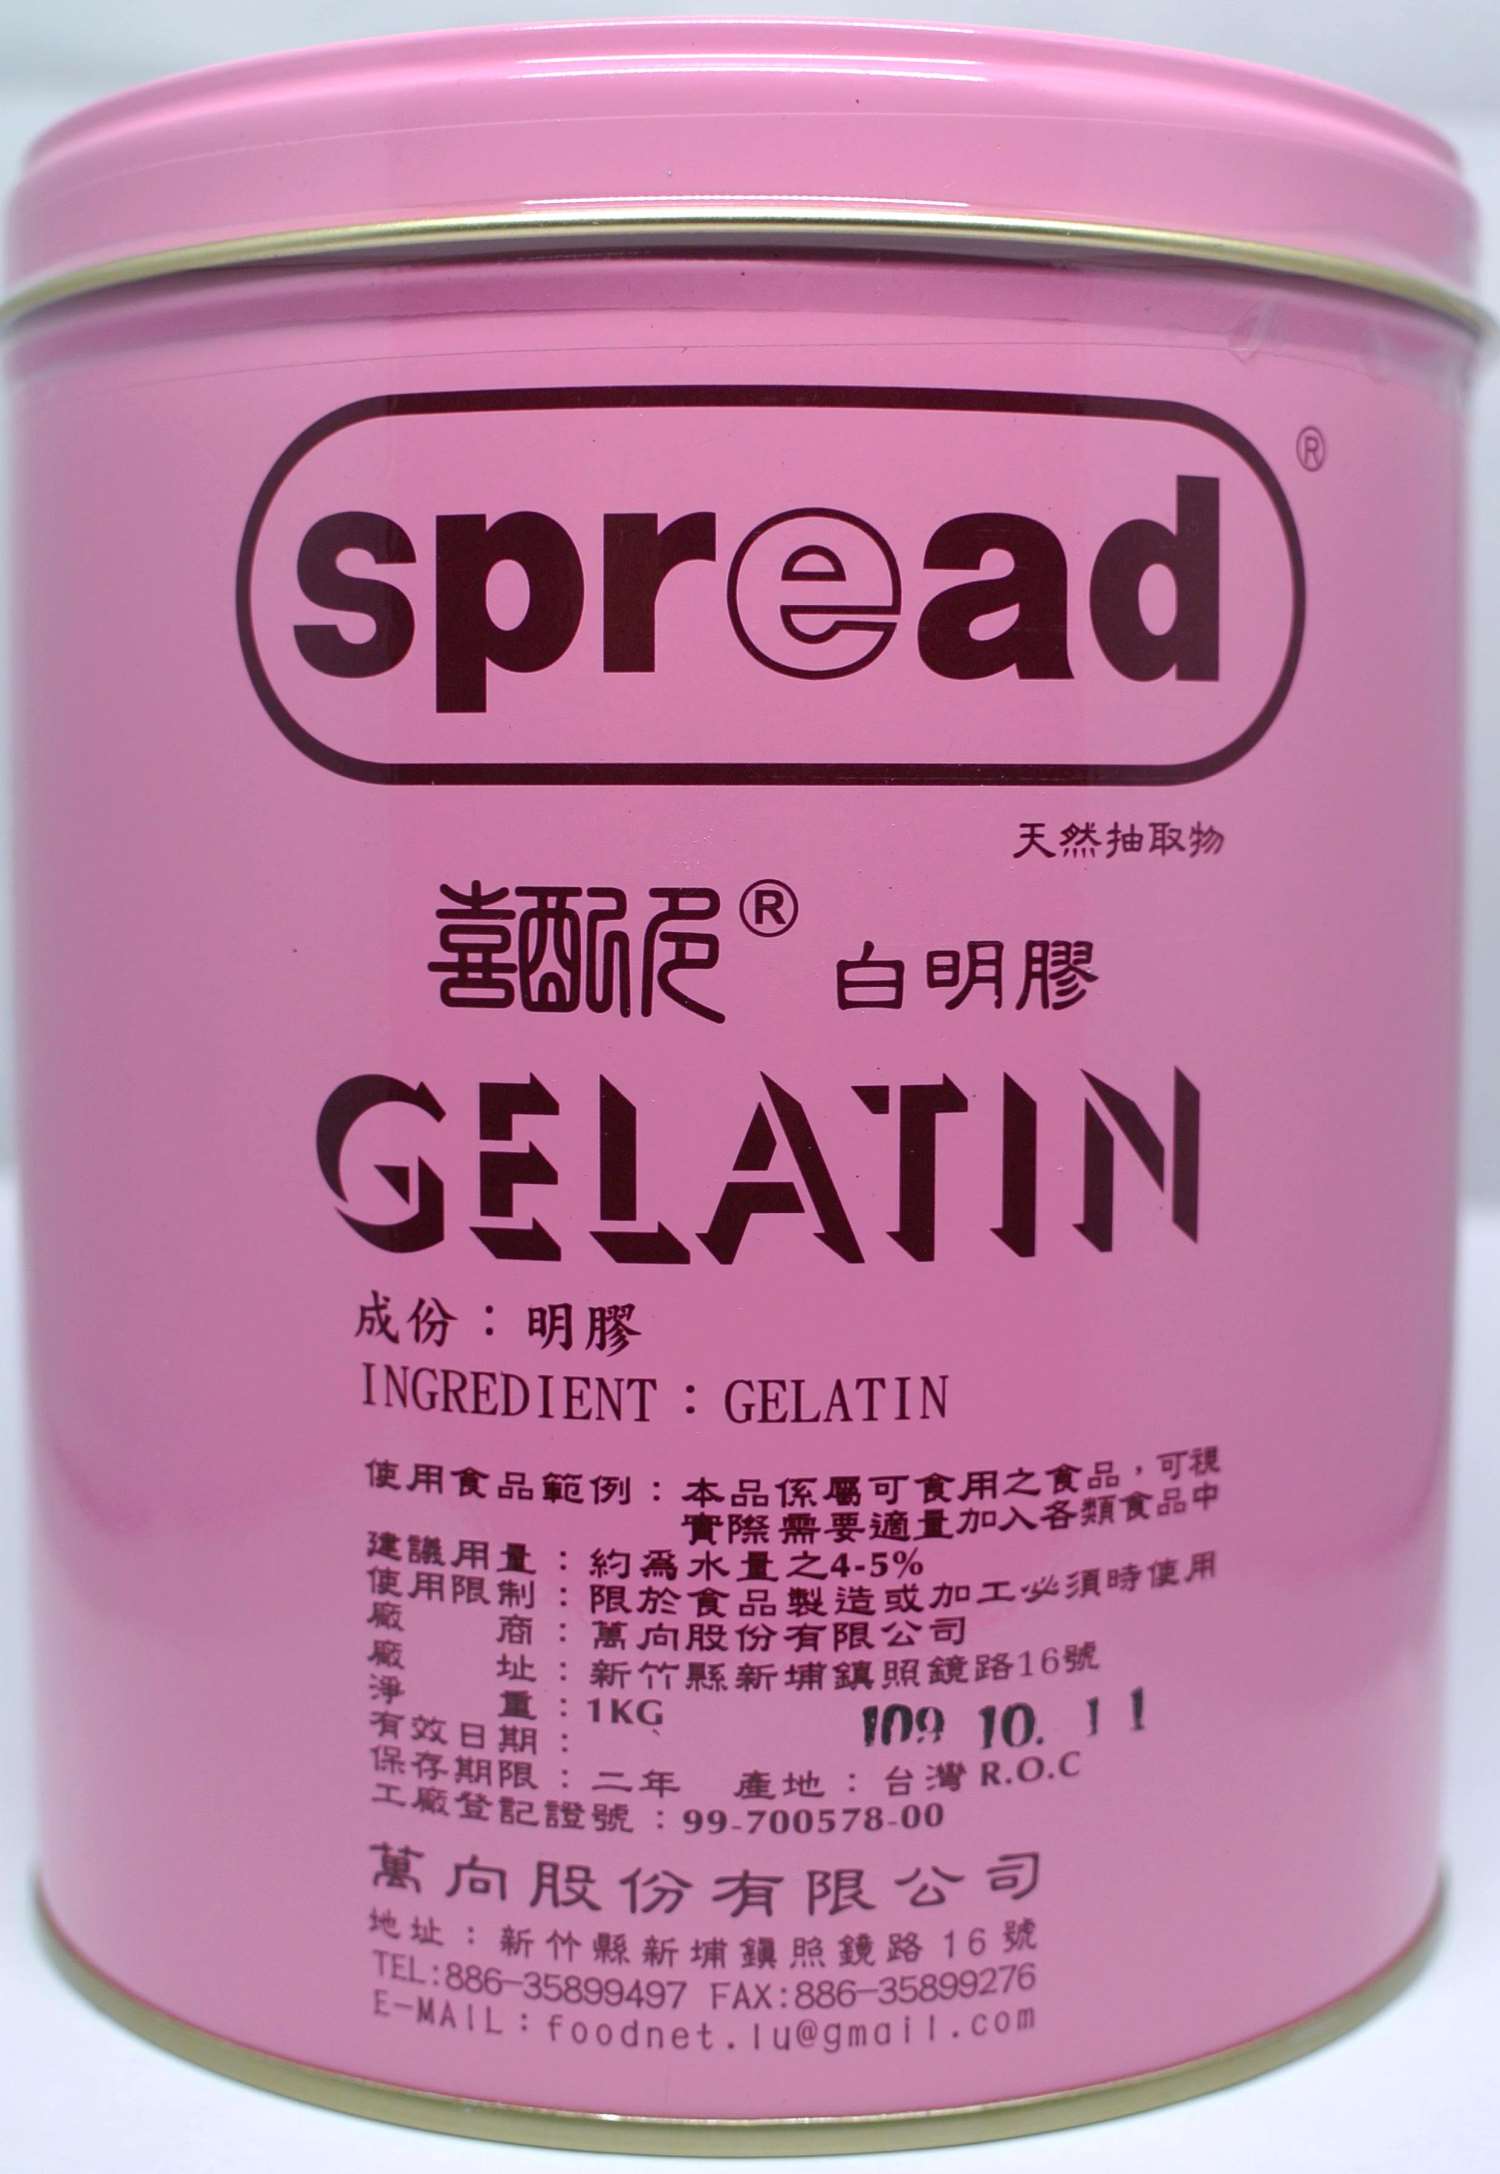 spread®
天然抽取物
喜酉印® 白明膠
GELATIN
成份：明膠
INGREDIENT：GELATIN
使用食品範例：本品係屬可食用之食品，可視
實際需要適量加入各類食品中
建議用量：約為水量之4-5%
使用限制：限於食品製造或加工必須時使用
廠　　商：萬向股份有限公司
廠　　址：新竹縣新埔鎮照鏡路16號
淨　　重：1KG
有效日期：109 10. 11
保存期限：二年　產地：台灣 R.O.C
工廠登記證號：99-700578-00
萬向股份有限公司
地址：新竹縣新埔鎮照鏡路16號
TEL:886-35899497 FAX:886-35899276
E-MAIL：foodnet.lu@gmail.com